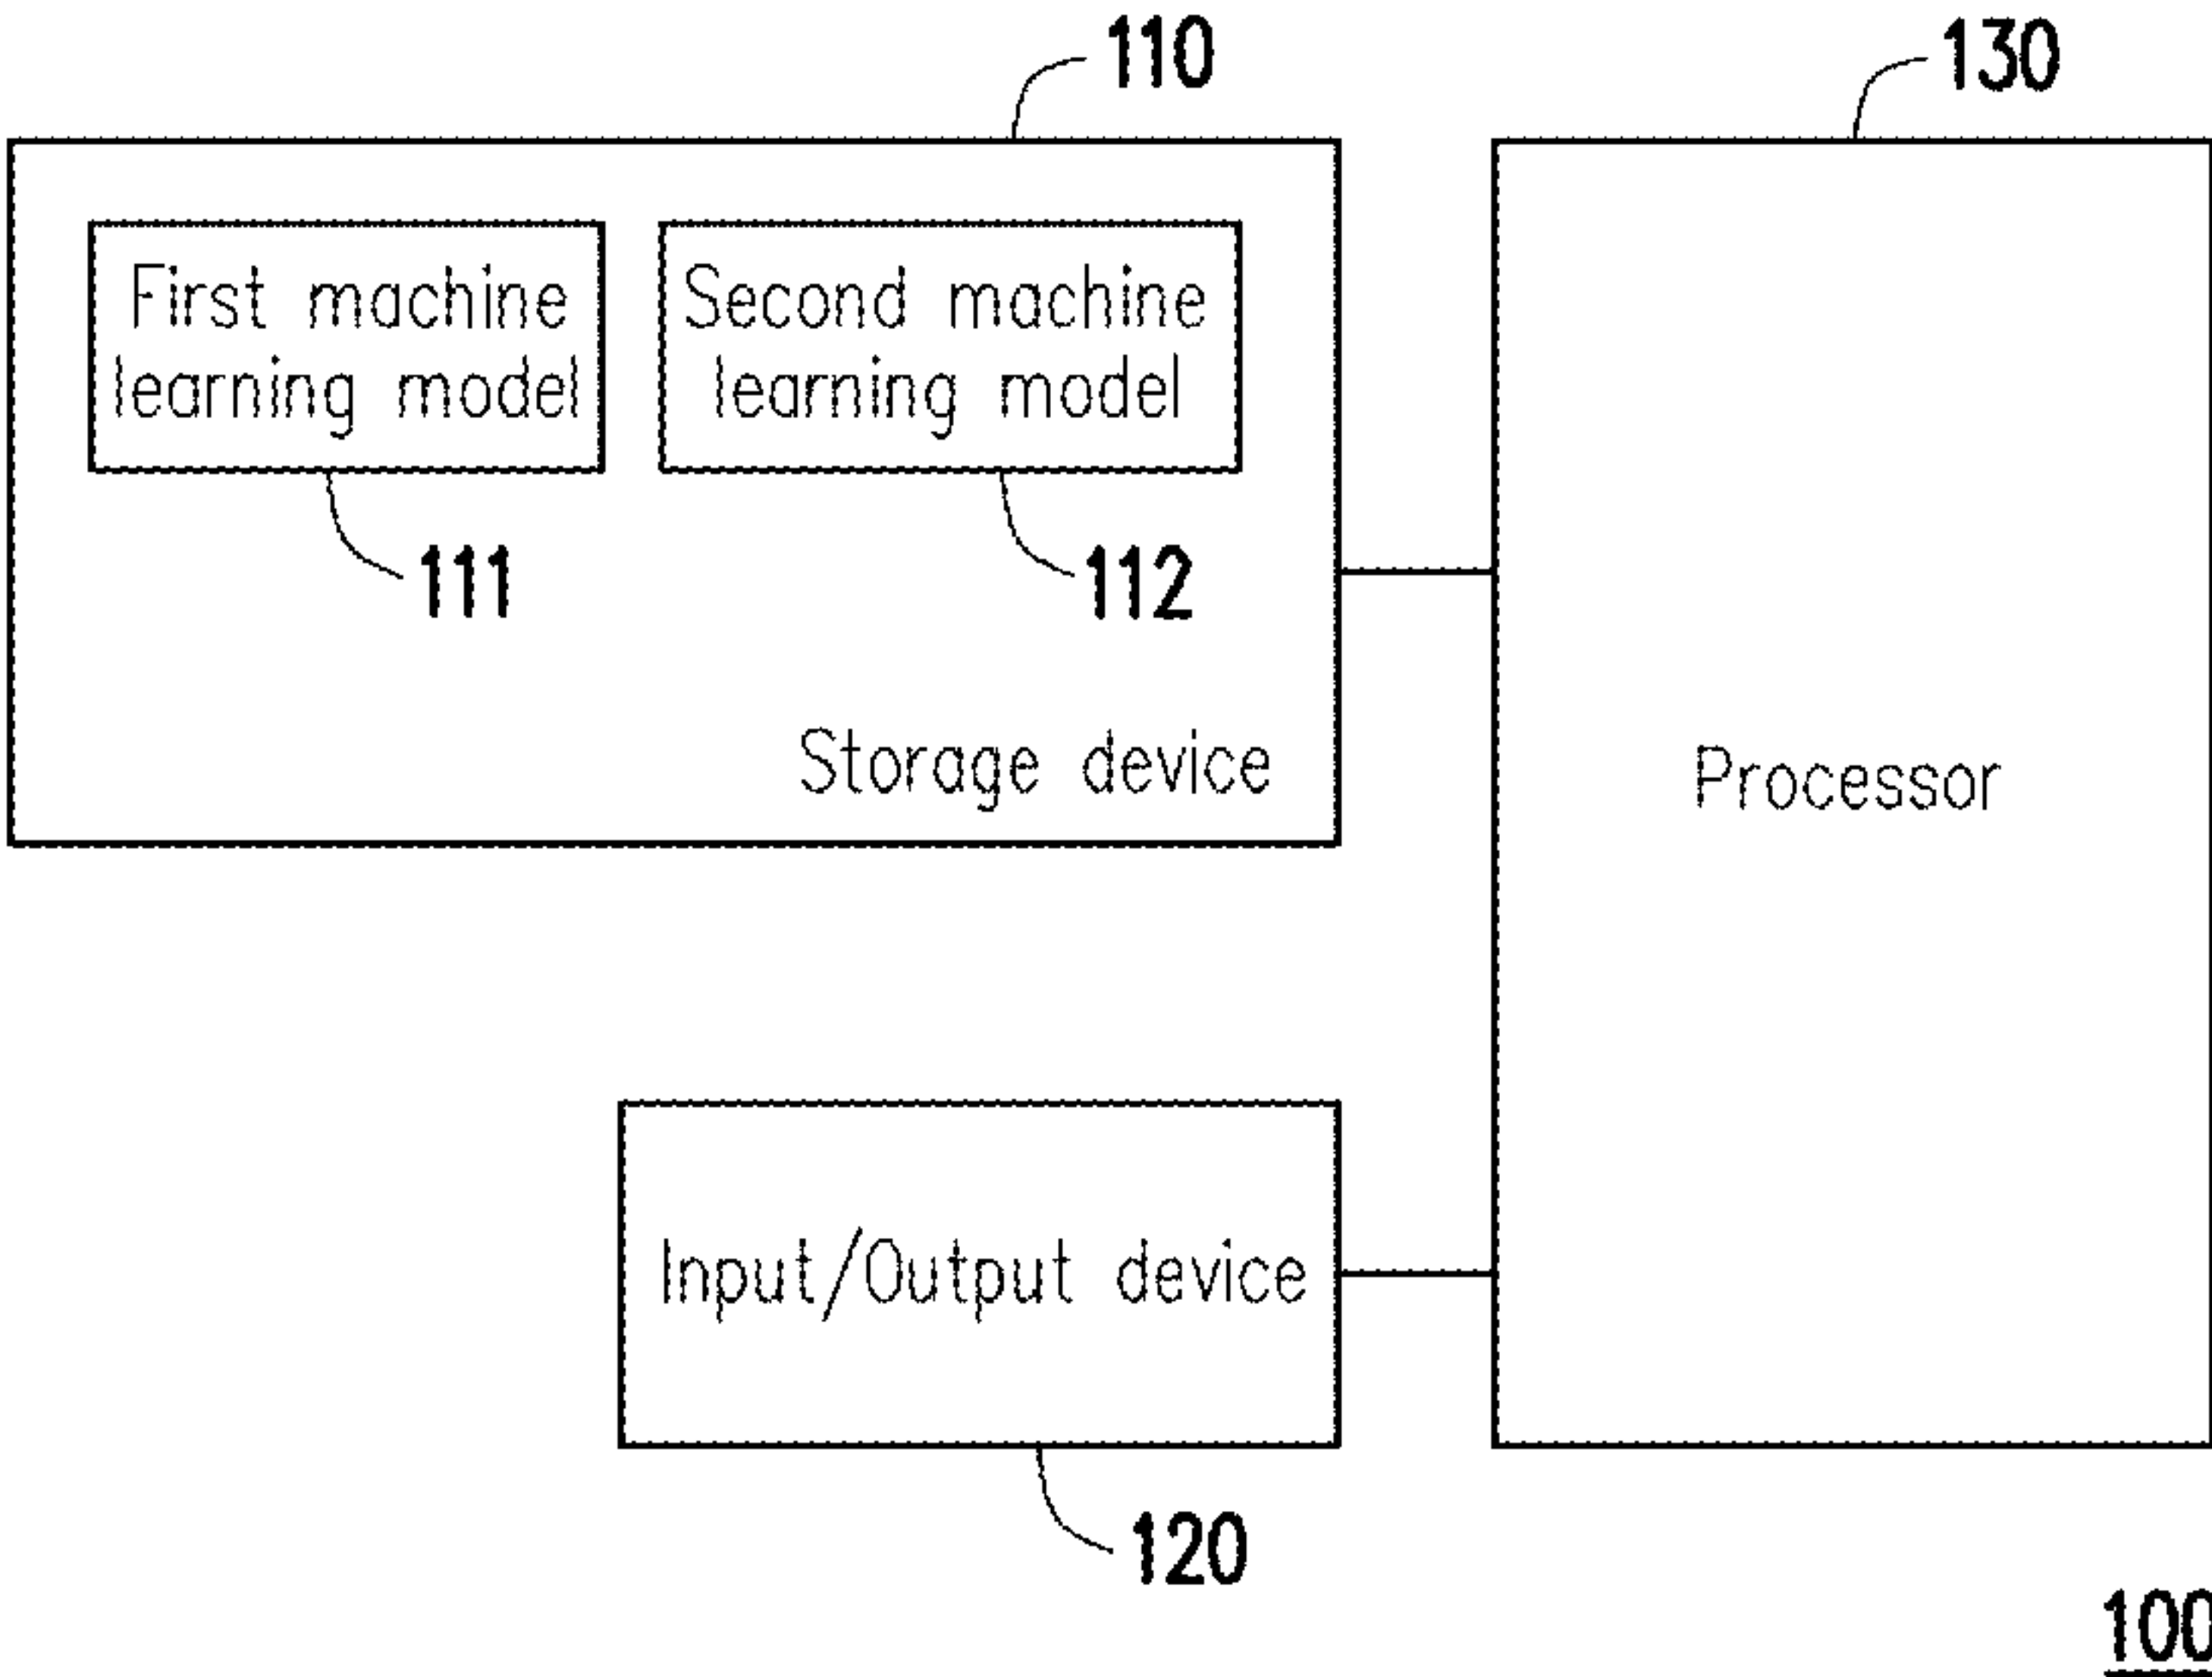 110
130
First machine
learning model
Second machine
learning model
111
112
Storage device
Processor
Input/Output device
120
100